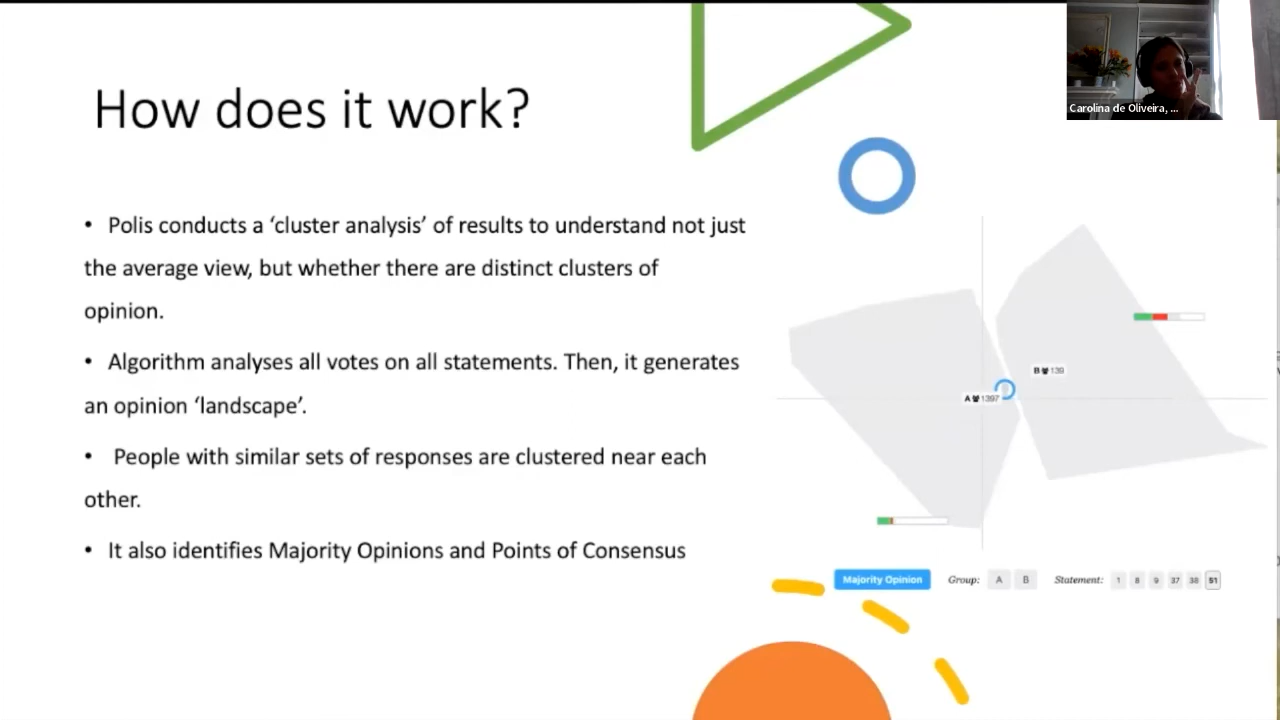 How does it work?
Carolina de Oliveira, ...
• Polis conducts a ‘cluster analysis’ of results to understand not just
the average view, but whether there are distinct clusters of
opinion.
• Algorithm analyses all votes on all statements. Then, it generates
an opinion ‘landscape’.
• People with similar sets of responses are clustered near each
other.
• It also identifies Majority Opinions and Points of Consensus
B 139
A 1397
Majority Opinion Group: A B Statement: 1 8 9 37 38 51